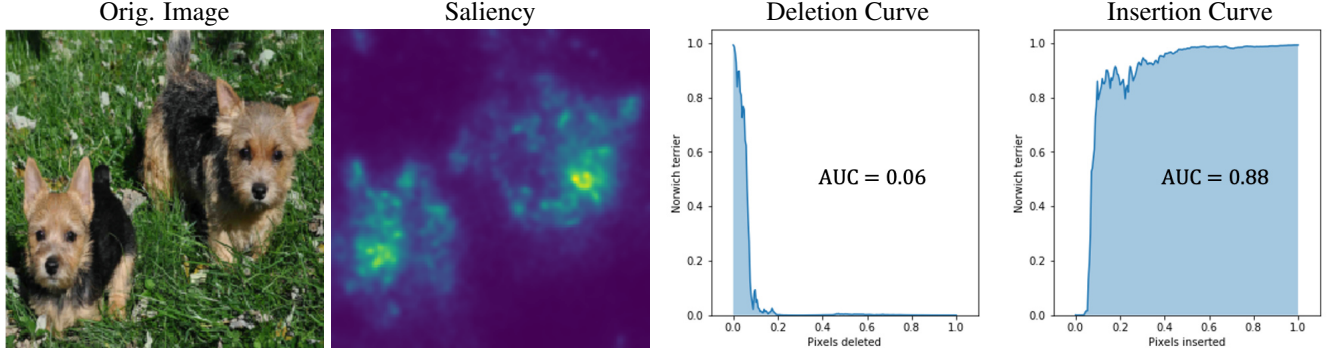 Orig. Image
Saliency
Deletion Curve
Insertion Curve
1.0
0.8
0.6
0.4
0.2
0.0
Norwich terrier
AUC = 0.06
0.0 0.2 0.4 0.6 0.8 1.0
Pixels deleted
1.0
0.8
0.6
0.4
0.2
0.0
Norwich terrier
AUC = 0.88
0.0 0.2 0.4 0.6 0.8 1.0
Pixels inserted